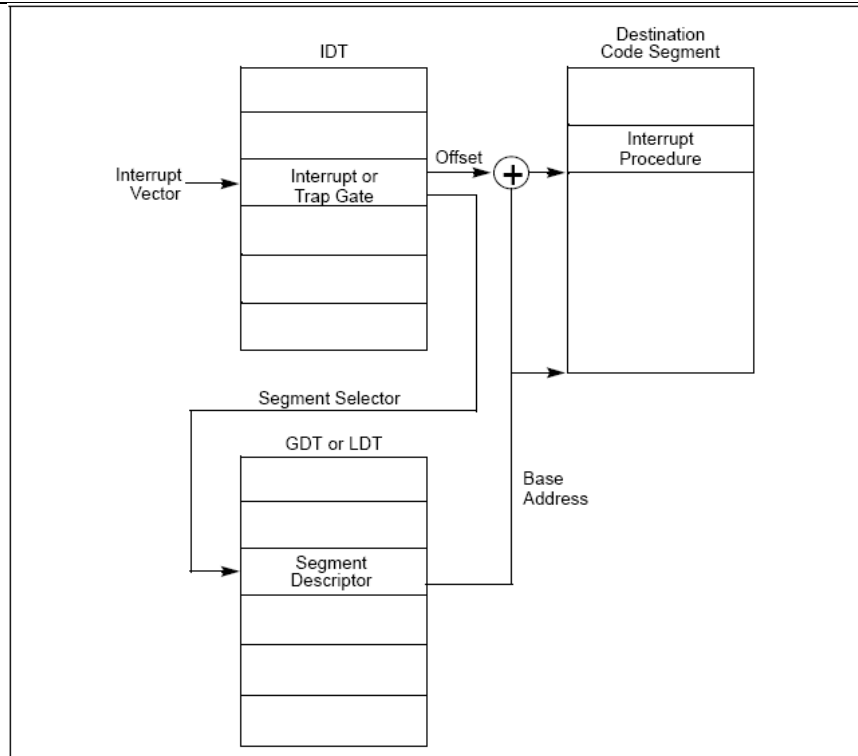 IDT
Destination
Code Segment
Interrupt
Vector
Interrupt or
Trap Gate
Offset
+
Interrupt
Procedure
Segment Selector
GDT or LDT
Base
Address
Segment
Descriptor